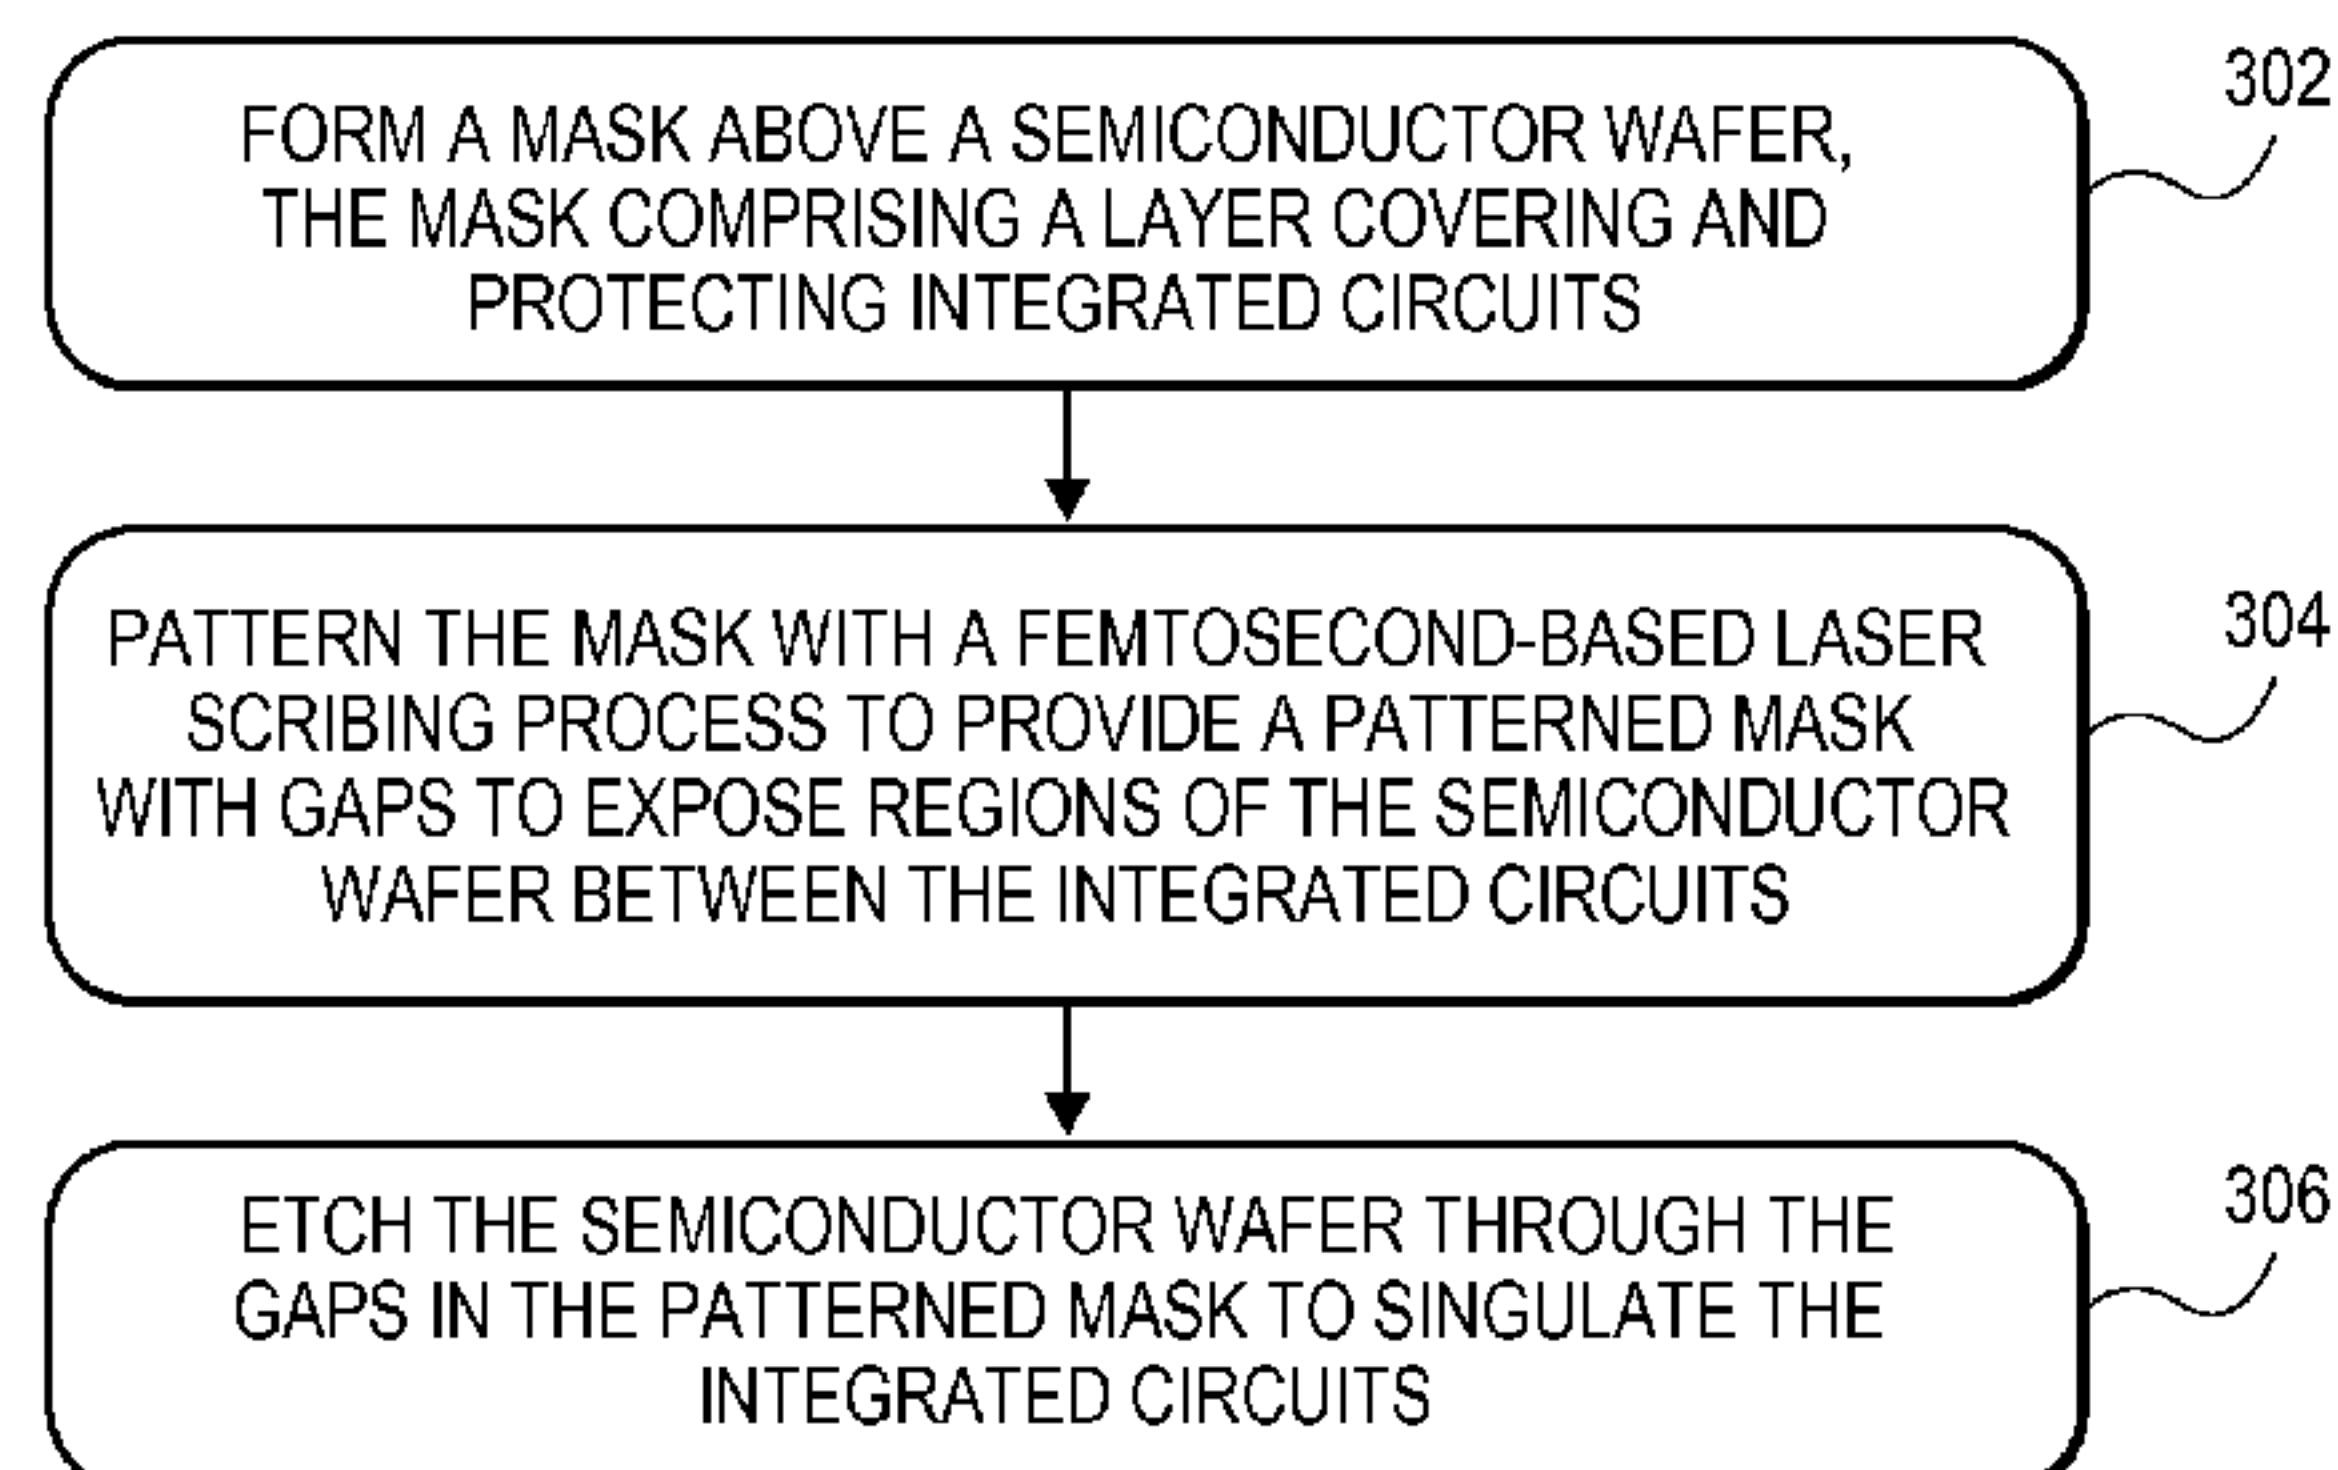 FORM A MASK ABOVE A SEMICONDUCTOR WAFER,
THE MASK COMPRISING A LAYER COVERING AND
PROTECTING INTEGRATED CIRCUITS
302
PATTERN THE MASK WITH A FEMTOSECOND-BASED LASER
SCRIBING PROCESS TO PROVIDE A PATTERNED MASK
WITH GAPS TO EXPOSE REGIONS OF THE SEMICONDUCTOR
WAFER BETWEEN THE INTEGRATED CIRCUITS
304
ETCH THE SEMICONDUCTOR WAFER THROUGH THE
GAPS IN THE PATTERNED MASK TO SINGULATE THE
INTEGRATED CIRCUITS
306